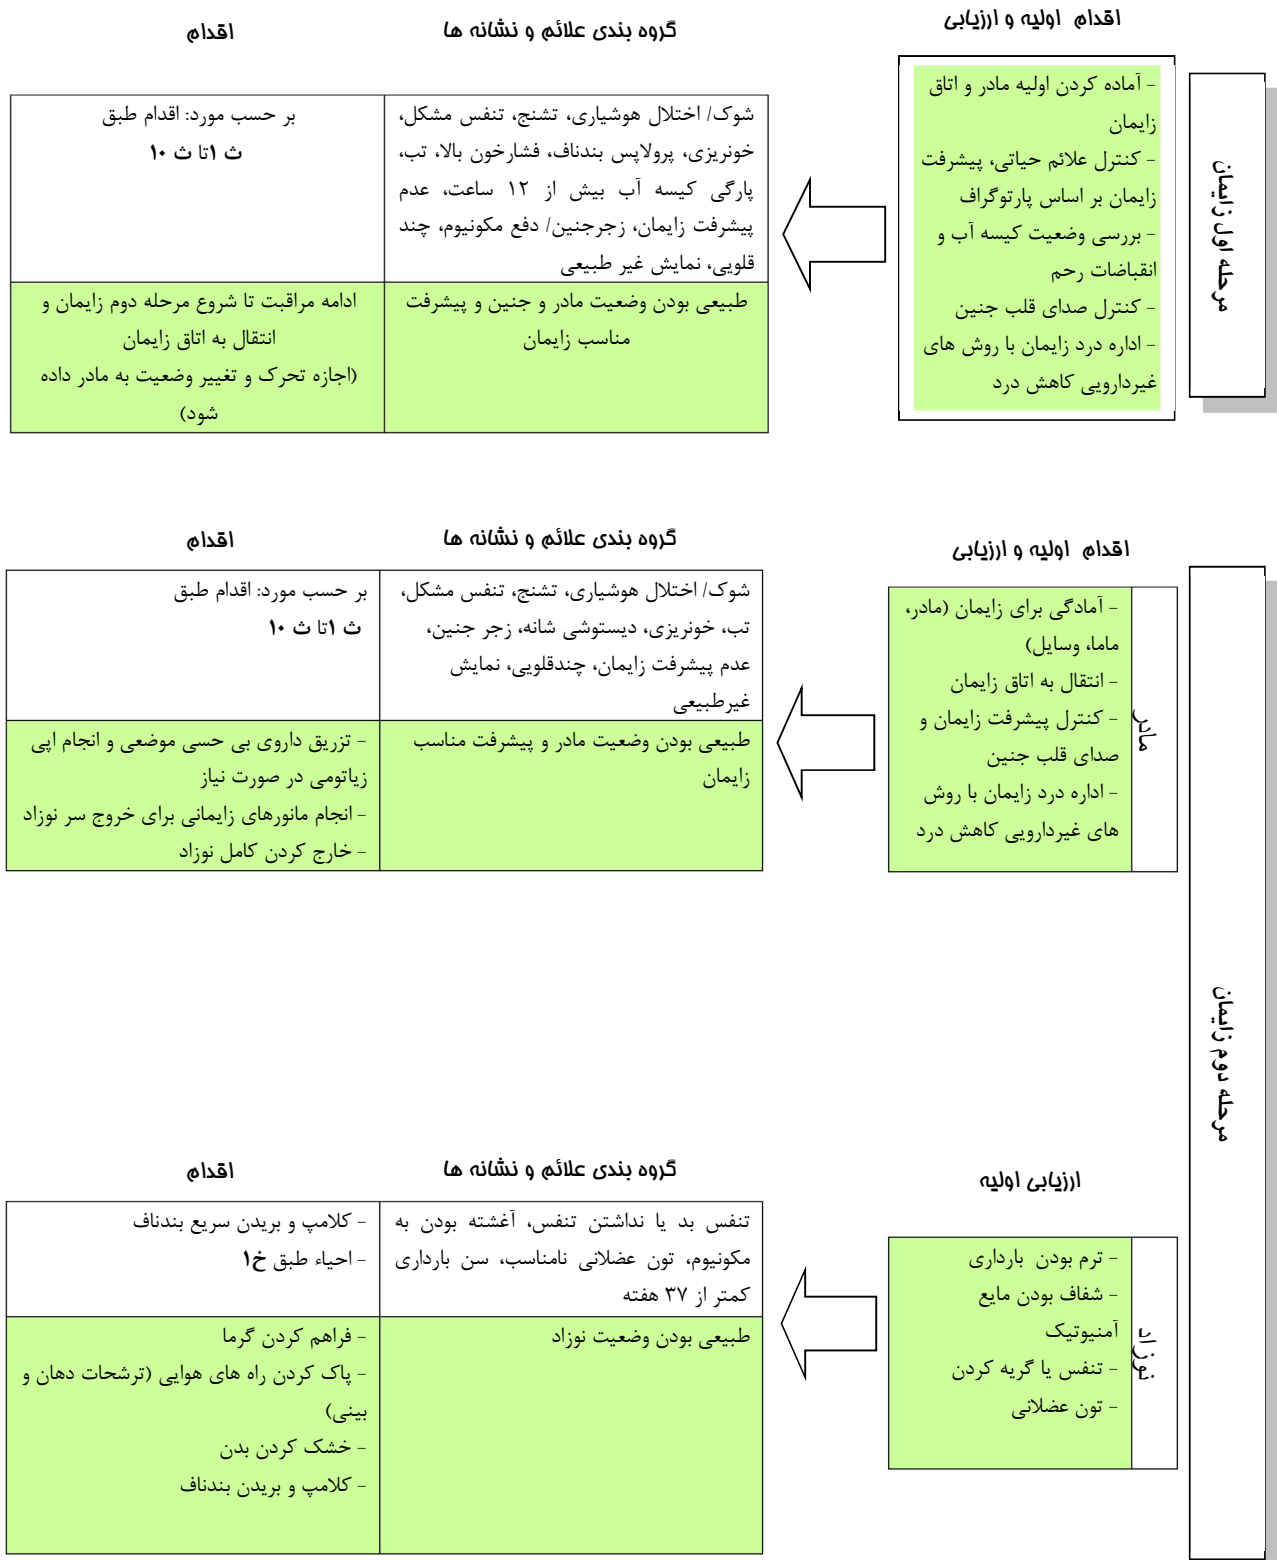 اقدام اولیه و ارزیابی
گروه بندی علائم و نشانه ها
اقدام
مرحله اول زایمان
- آماده کردن اولیه مادر و اتاق
زایمان
- کنترل علائم حیاتی، پیشرفت
زایمان بر اساس پارتوگراف
- بررسی وضعیت کیسه آب و
انقباضات رحم
- کنترل صدای قلب جنین
- اداره درد زایمان با روش های
غیردارویی کاهش درد
شوک/ اختلال هوشیاری، تشنج، تنفس مشکل،
خونریزی، پرولاپس بندناف، فشارخون بالا، تب،
پارگی کیسه آب بیش از ۱۲ ساعت، عدم
پیشرفت زایمان، زجرجنین/ دفع مکونیوم، چند
قلویی، نمایش غیر طبیعی
بر حسب مورد: اقدام طبق
ث ۱تا ث ۱۰
طبیعی بودن وضعیت مادر و جنین و پیشرفت
مناسب زایمان
ادامه مراقبت تا شروع مرحله دوم زایمان و
انتقال به اتاق زایمان
(اجازه تحرک و تغییر وضعیت به مادر داده
شود)
اقدام اولیه و ارزیابی
گروه بندی علائم و نشانه ها
اقدام
مرحله دوم زایمان
مادر
- آمادگی برای زایمان (مادر،
ماما، وسایل)
- انتقال به اتاق زایمان
- کنترل پیشرفت زایمان و
صدای قلب جنین
- اداره درد زایمان با روش
های غیردارویی کاهش درد
شوک/ اختلال هوشیاری، تشنج، تنفس مشکل،
تب، خونریزی، دیستوشی شانه، زجر جنین،
عدم پیشرفت زایمان، چندقلویی، نمایش
غیرطبیعی
بر حسب مورد: اقدام طبق
ث ۱تا ث ۱۰
طبیعی بودن وضعیت مادر و پیشرفت مناسب
زایمان
- تزریق داروی بی حسی موضعی و انجام اپی
زیاتومی در صورت نیاز
- انجام مانورهای زایمانی برای خروج سر نوزاد
- خارج کردن کامل نوزاد
ارزیابی اولیه
گروه بندی علائم و نشانه ها
اقدام
نوزاد
- ترم بودن بارداری
- شفاف بودن مایع
آمنیوتیک
- تنفس یا گریه کردن
- تون عضلانی
تنفس بد یا نداشتن تنفس، آغشته بودن به
مکونیوم، تون عضلانی نامناسب، سن بارداری
کمتر از ۳۷ هفته
- کلامپ و بریدن سریع بندناف
- احیاء طبق خ۱
طبیعی بودن وضعیت نوزاد
- فراهم کردن گرما
- پاک کردن راه های هوایی (ترشحات دهان و
بینی)
- خشک کردن بدن
- کلامپ و بریدن بندناف